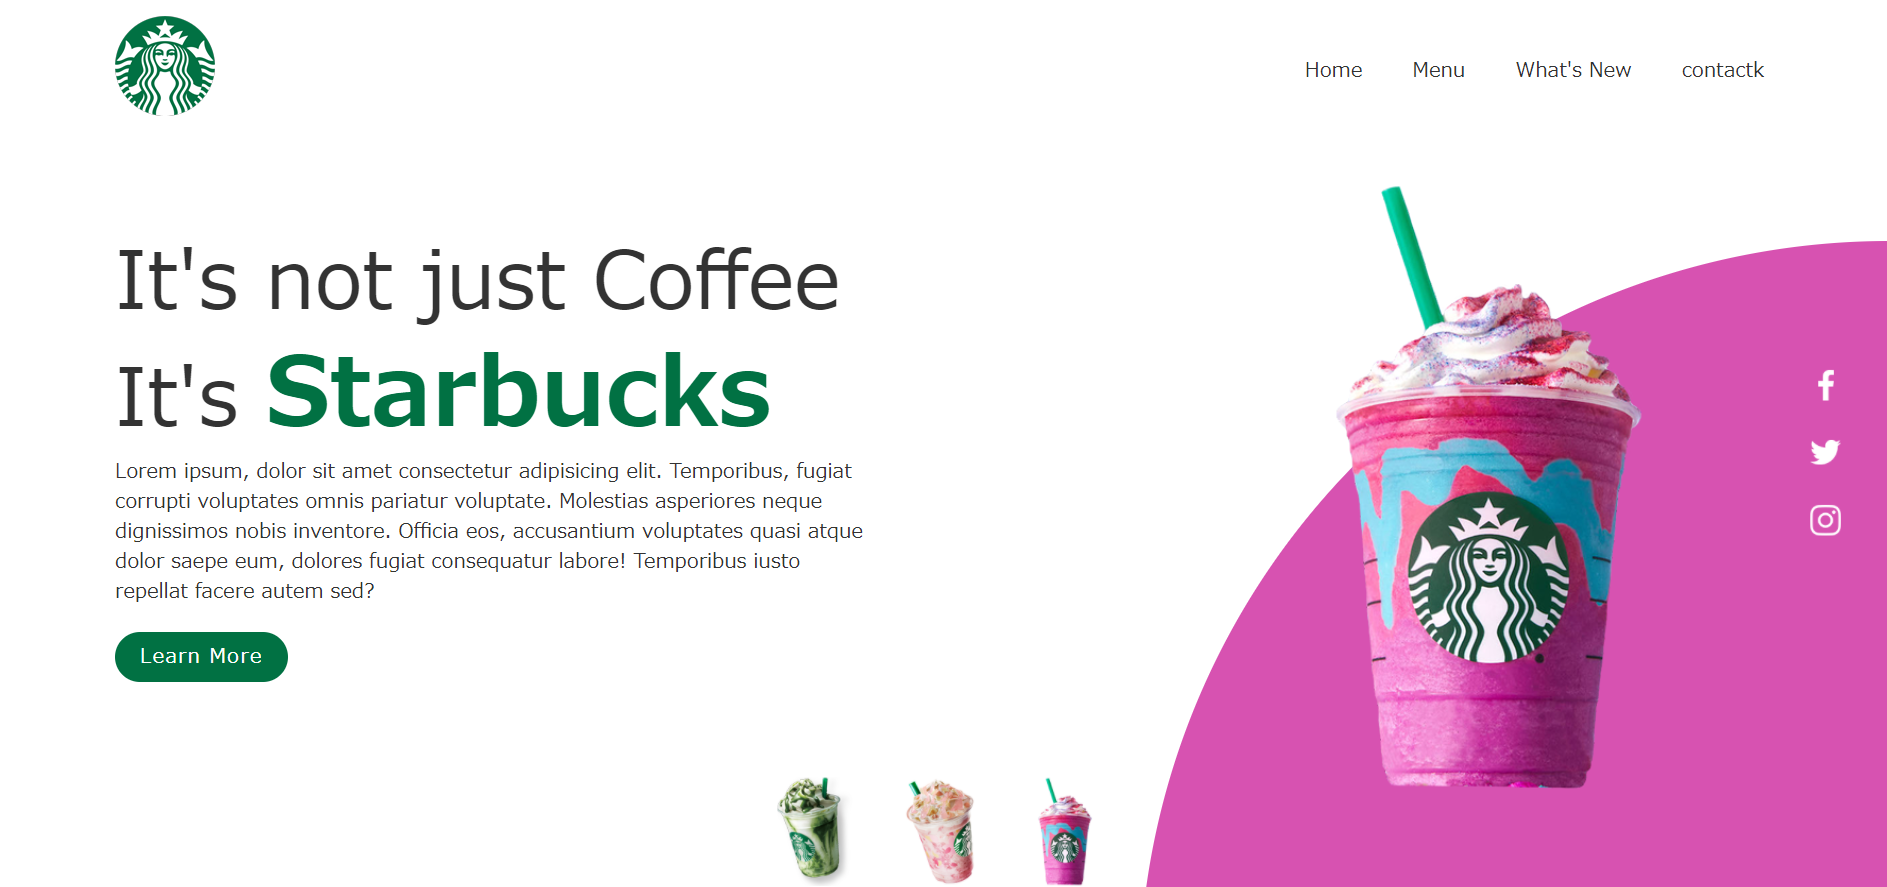 Home Menu What's New contactk
It's not just Coffee
It's Starbucks
Lorem ipsum, dolor sit amet consectetur adipisicing elit. Temporibus, fugiat
corrupti voluptates omnis pariatur voluptate. Molestias asperiores neque
dignissimos nobis inventore. Officia eos, accusantium voluptates quasi atque
dolor saepe eum, dolores fugiat consequatur labore! Temporibus iusto
repellat facere autem sed?
Learn More